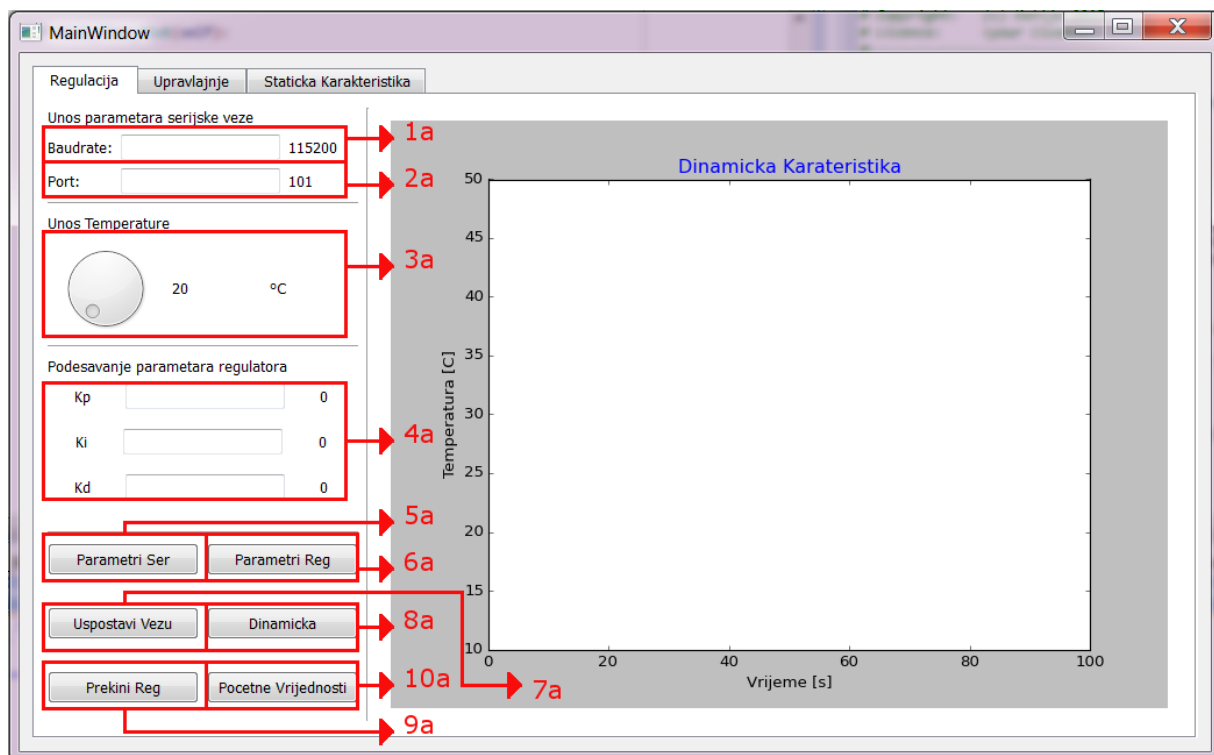 MainWindow
Regulacija
Upravlajnje
Staticka Karakteristika
Unos parametara serijske veze
Baudrate: 115200
1a
Port: 101
2a
Unos Temperature
20 °C
3a
Podesavanje parametara regulatora
Kp 0
Ki 0
4a
Kd 0
5a
Parametri Ser
Parametri Reg
6a
Uspostavi Vezu
Dinamicka
8a
Prekini Reg
Pocetne Vrijednosti
10a
7a
9a
Dinamicka Karateristika
Temperatura [C]
50
45
40
35
30
25
20
15
10
0 20 40 60 80 100
Vrijeme [s]